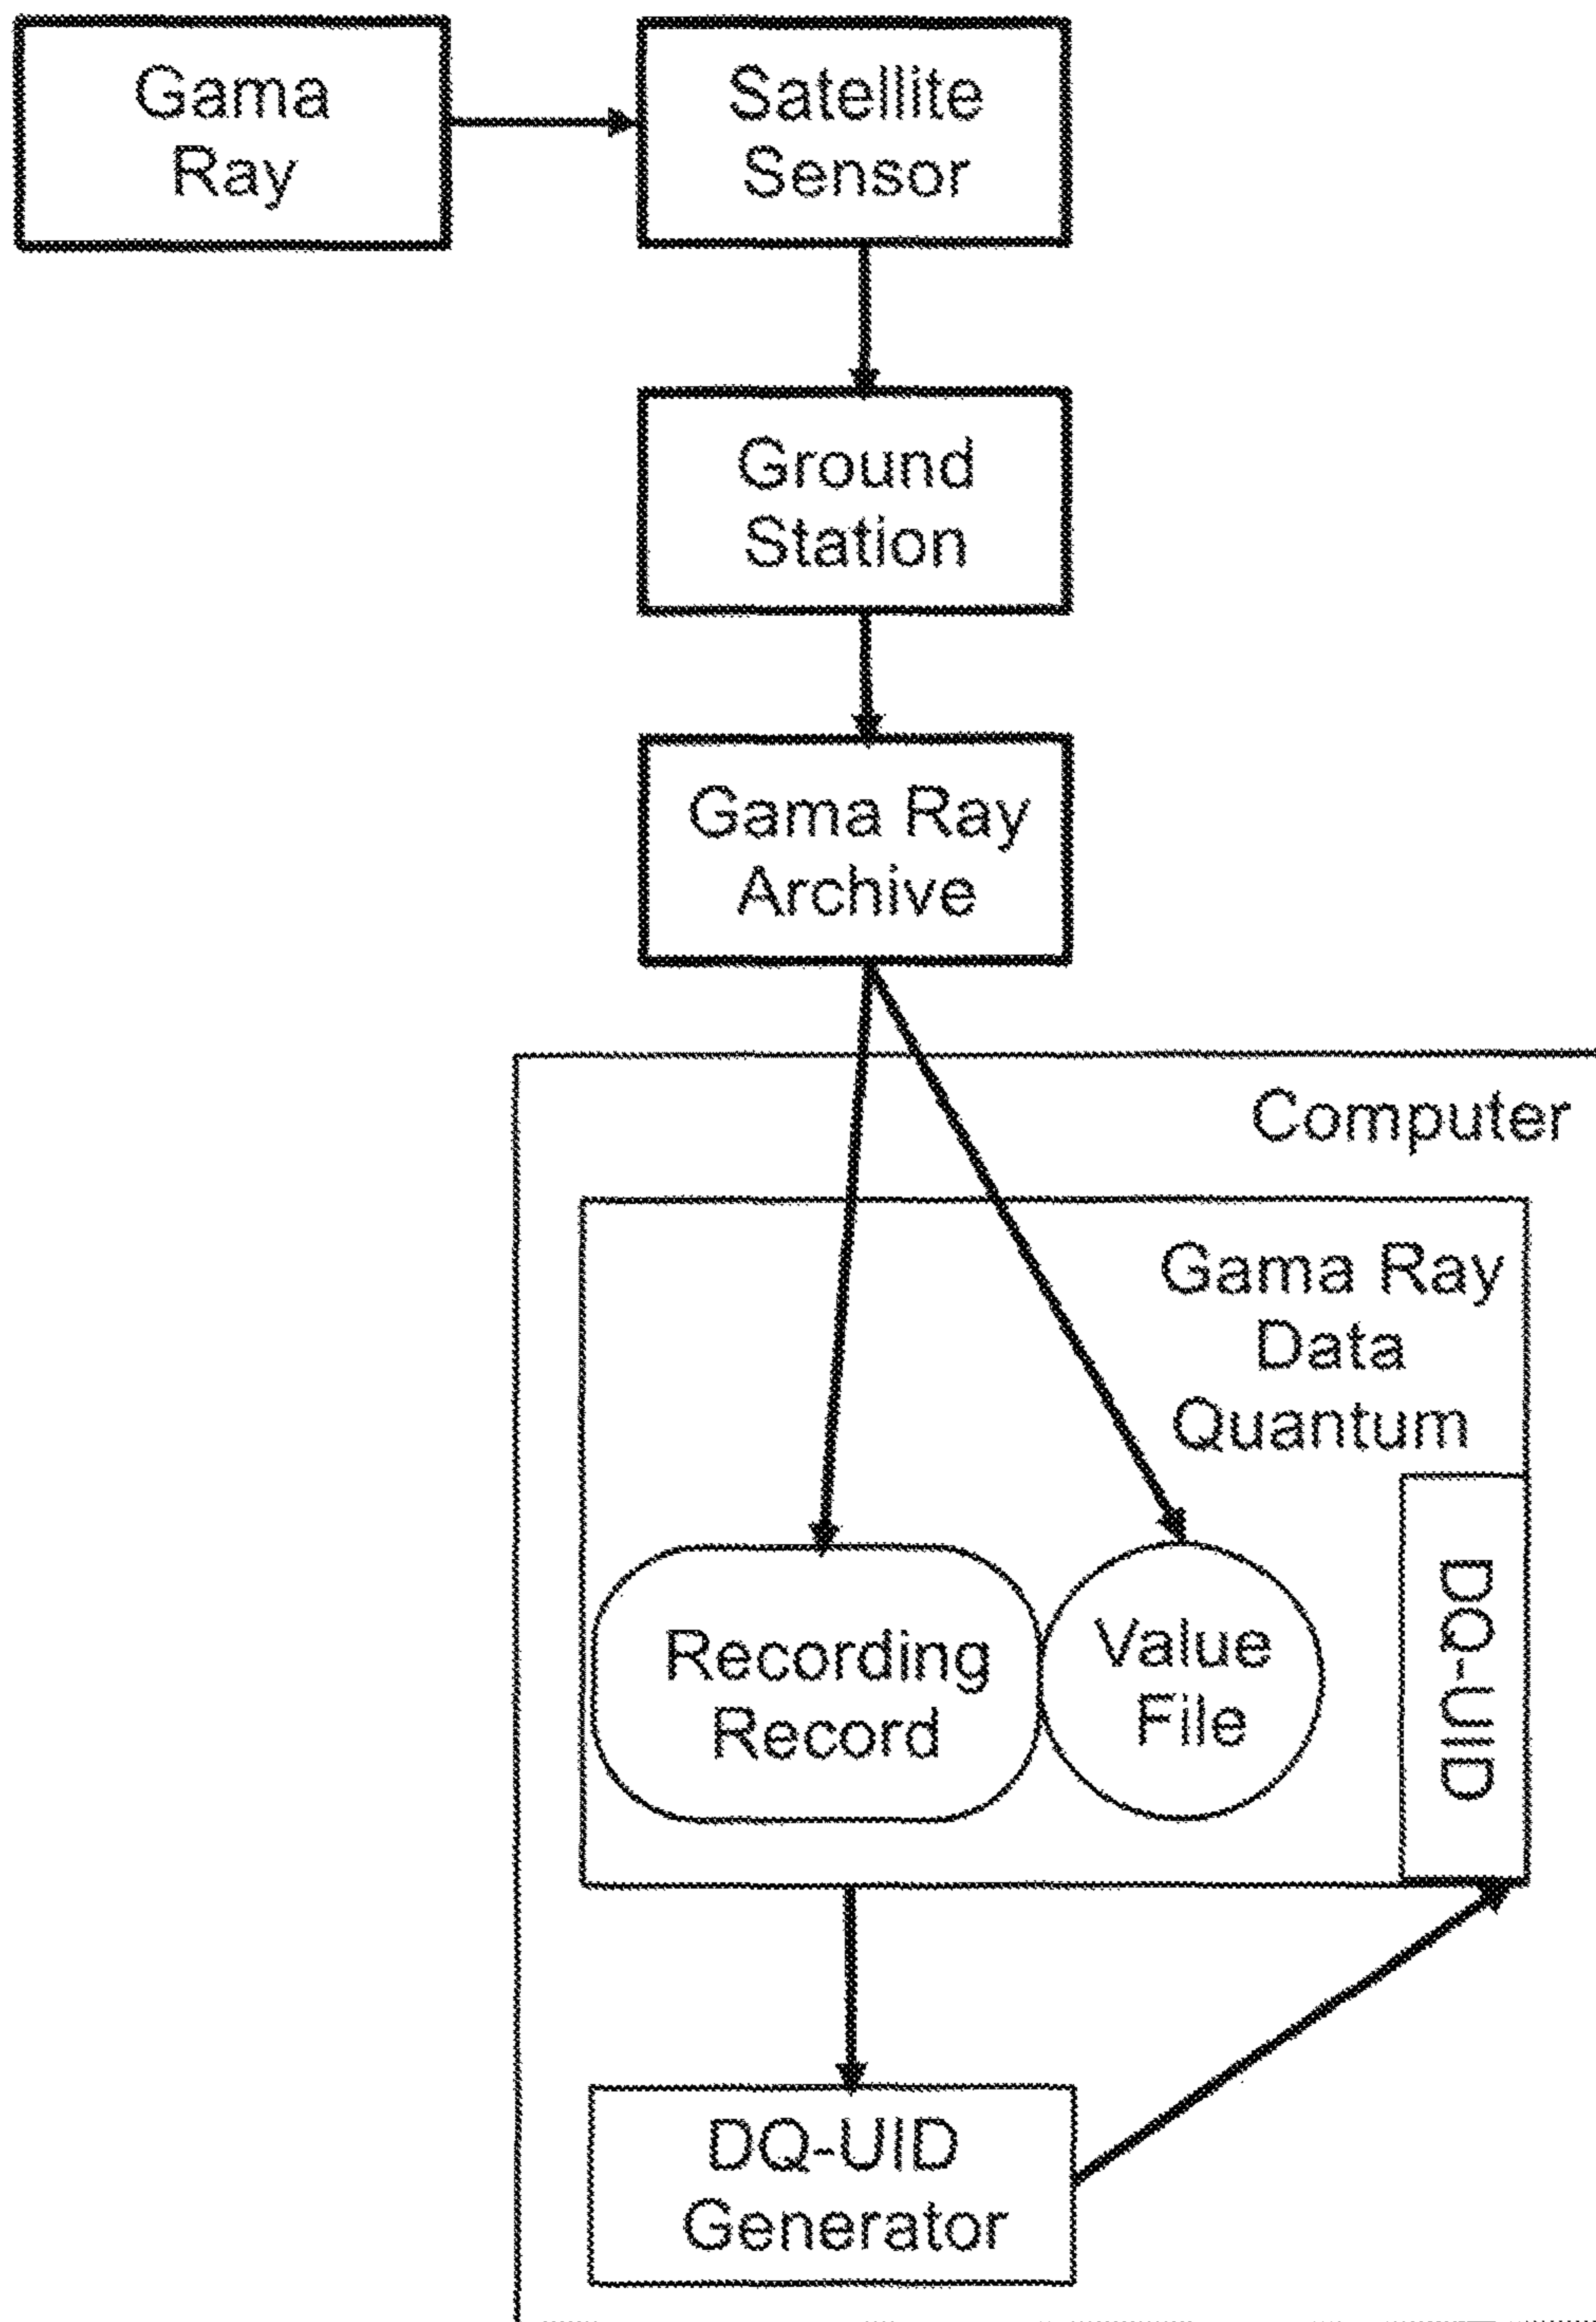 Gama
Ray
Satellite
Sensor
Ground
Station
Gama Ray
Archive
Computer
Gama Ray
Data
Quantum
Recording
Record
Value
File
DQ-UID
DQ-UID
Generator